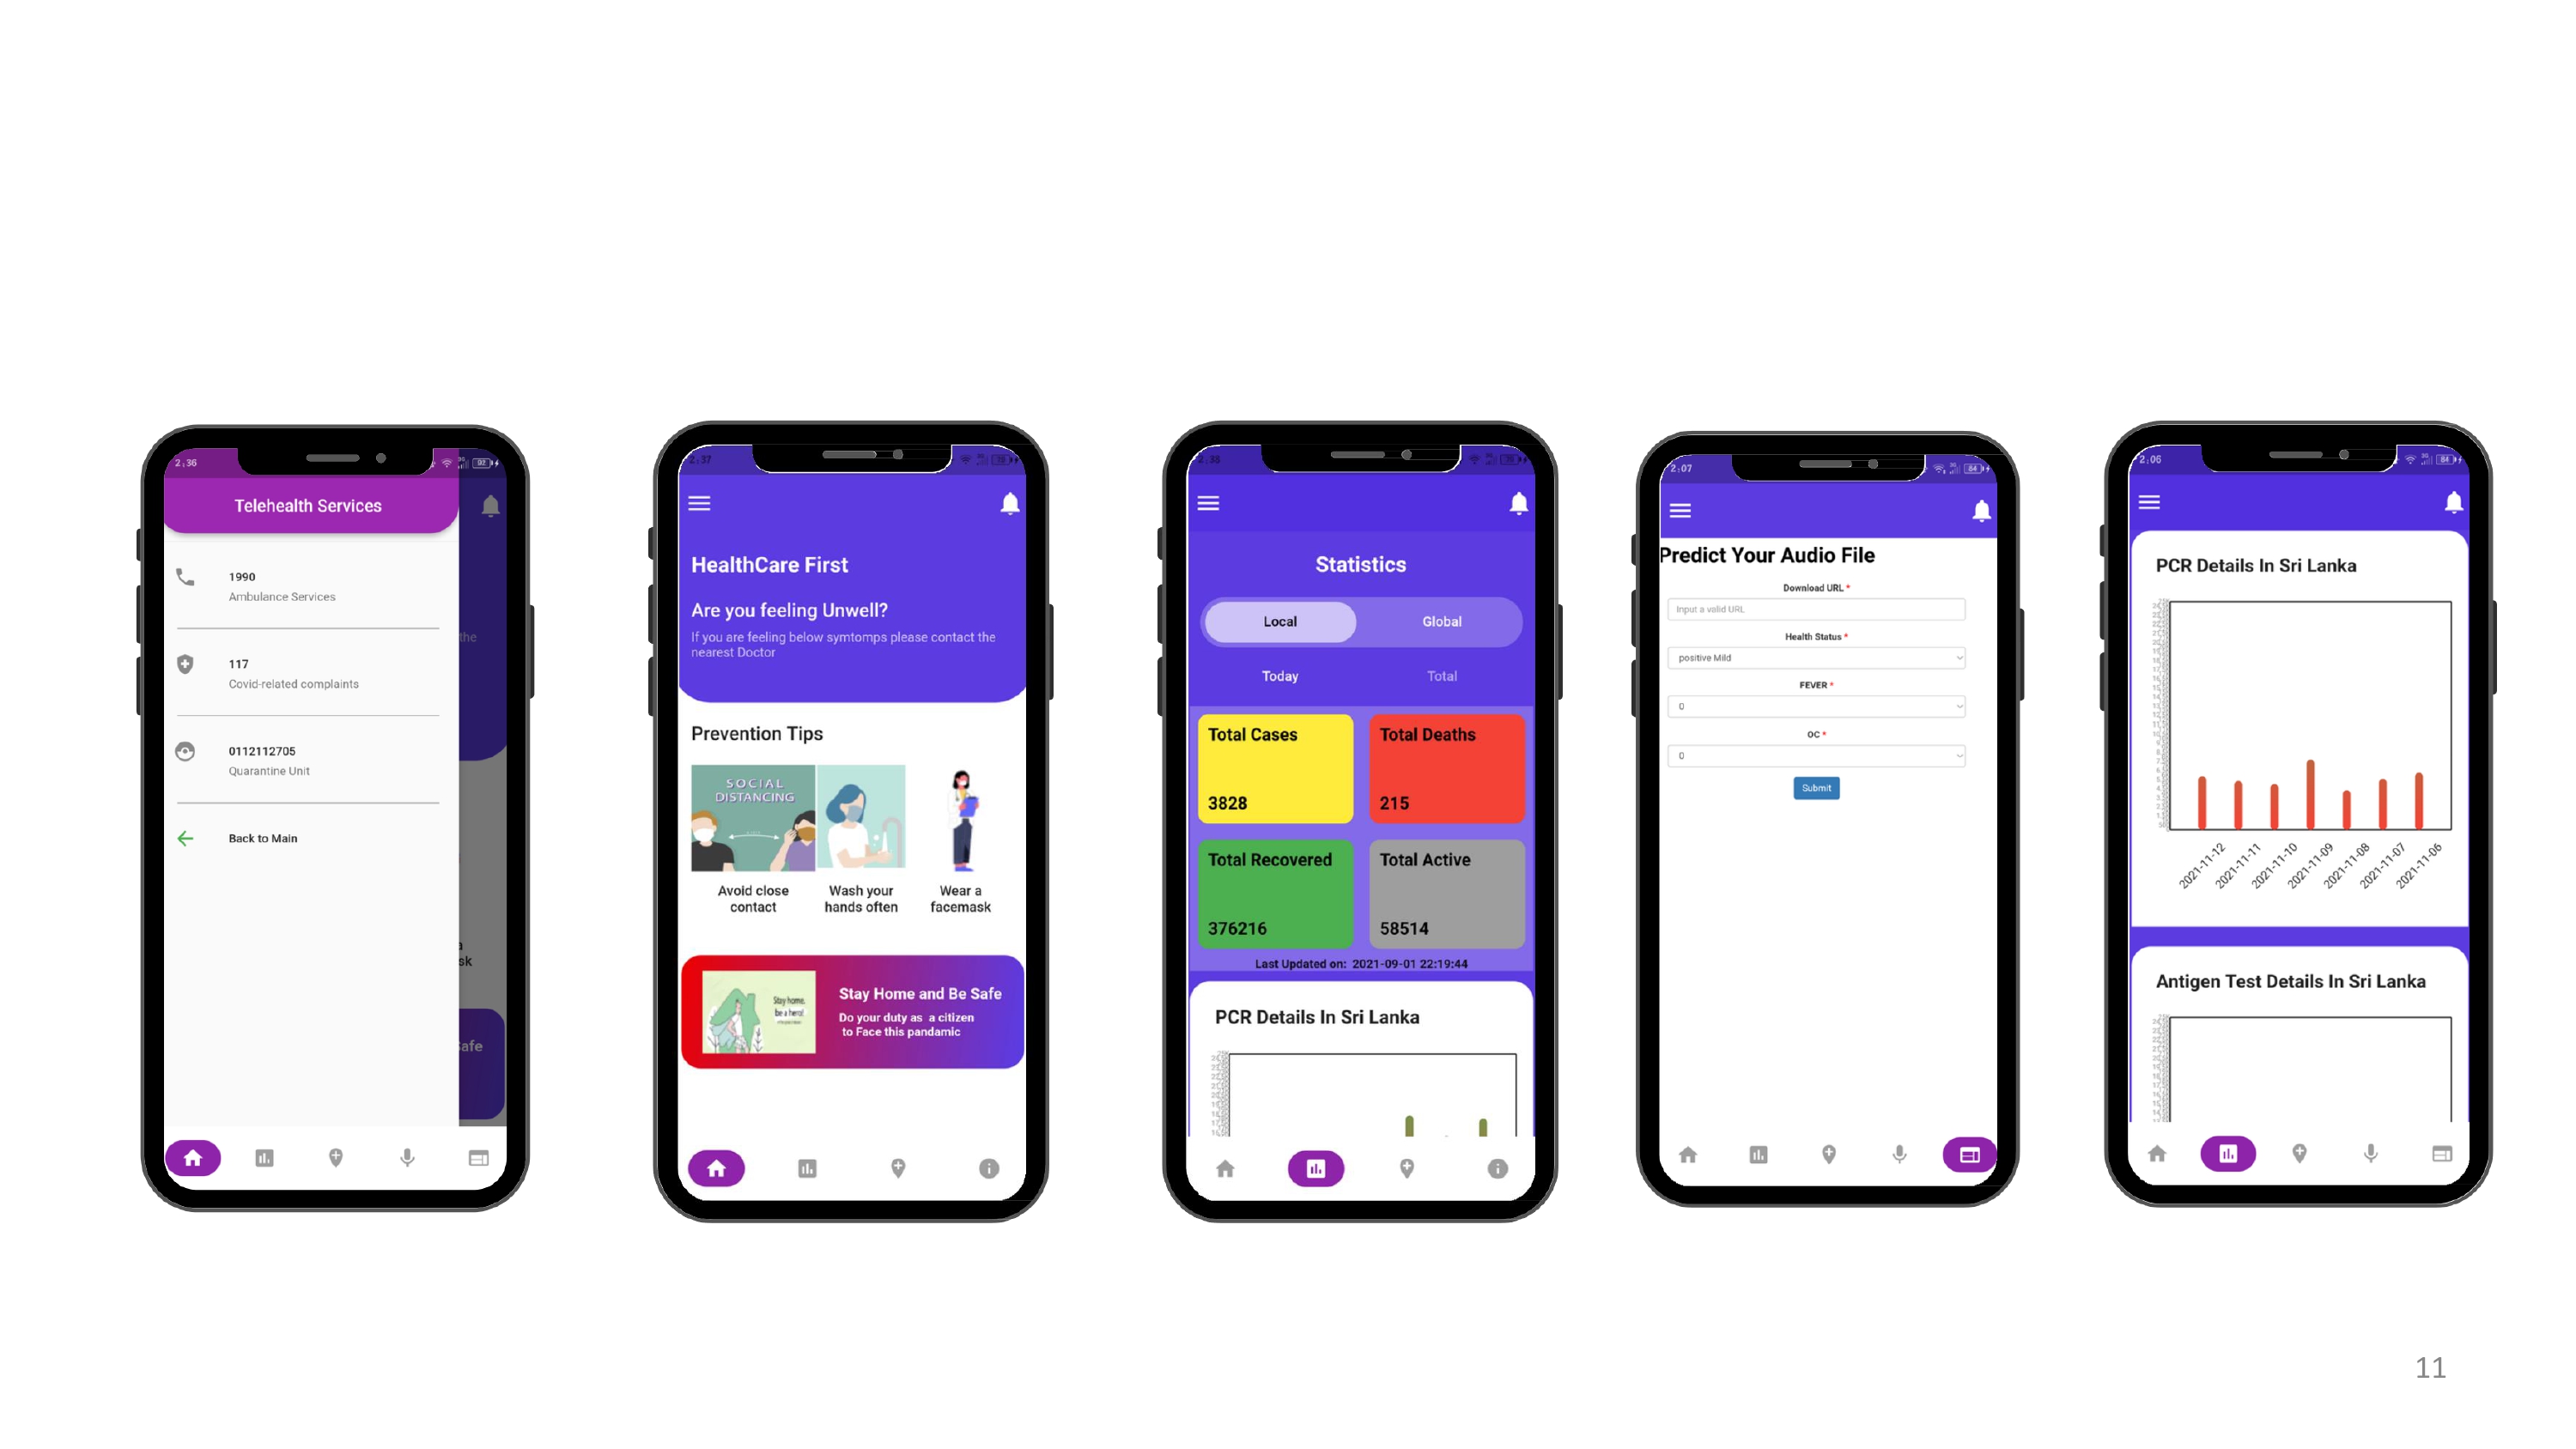 2:36
92
Telehealth Services
1990
Ambulance Services
the
117
Covid-related complaints
0112112705
Quarantine Unit
Back to Main
sk
afe
2:37
HealthCare First
Are you feeling Unwell?
If you are feeling below symtomps please contact the
nearest Doctor
Prevention Tips
SOCIAL
DISTANCING
Avoid close
contact
Wash your
hands often
Wear a
facemask
Stay home,
be a hero!
Stay Home and Be Safe
Do your duty as a citizen
to Face this pandamic
2:38
Statistics
Local
Global
Today
Total
Total Cases
3828
Total Deaths
215
Total Recovered
376216
Total Active
58514
Last Updated on: 2021-09-01 22:19:44
PCR Details In Sri Lanka
2:07
84
Predict Your Audio File
Download URL *
Input a valid URL
Health Status *
positive Mild
FEVER *
0
OC *
0
Submit
2:06
84
PCR Details In Sri Lanka
2021-11-12
2021-11-11
2021-11-10
2021-11-09
2021-11-08
2021-11-07
2021-11-06
Antigen Test Details In Sri Lanka
11